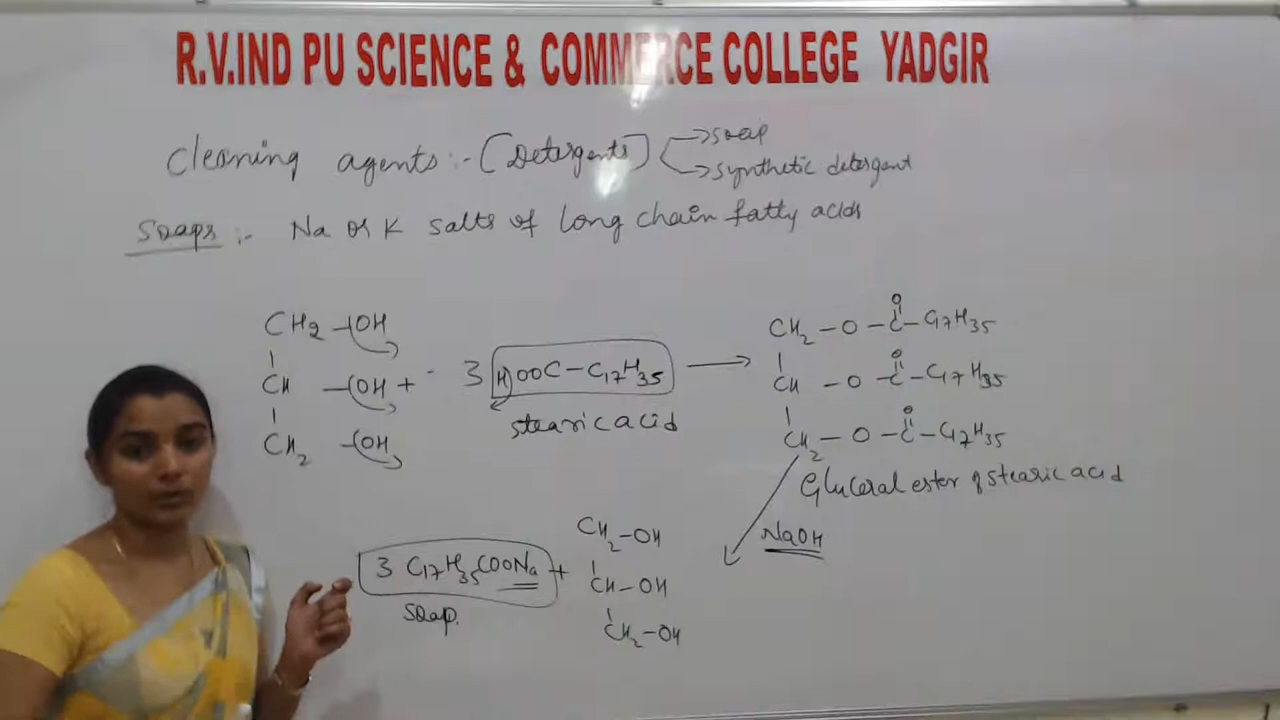 R.V.IND PU SCIENCE & COMMERCE COLLEGE YADGIR
Cleaning agents :- (Detergents) → soap
→ synthetic detergent
Soaps :- Na or K salts of long chain fatty acids
CH2 – OH
CH – OH + 3 HOOC – C17H35 →
CH2 – OH
stearic acid
CH2 – O – C – C17H35
O
CH – O – C – C17H35
O
CH2 – O – C – C17H35
O
Gluceral ester of stearic acid
NaOH
3 C17H35COONa +
soap.
CH2 – OH
CH – OH
CH2 – OH